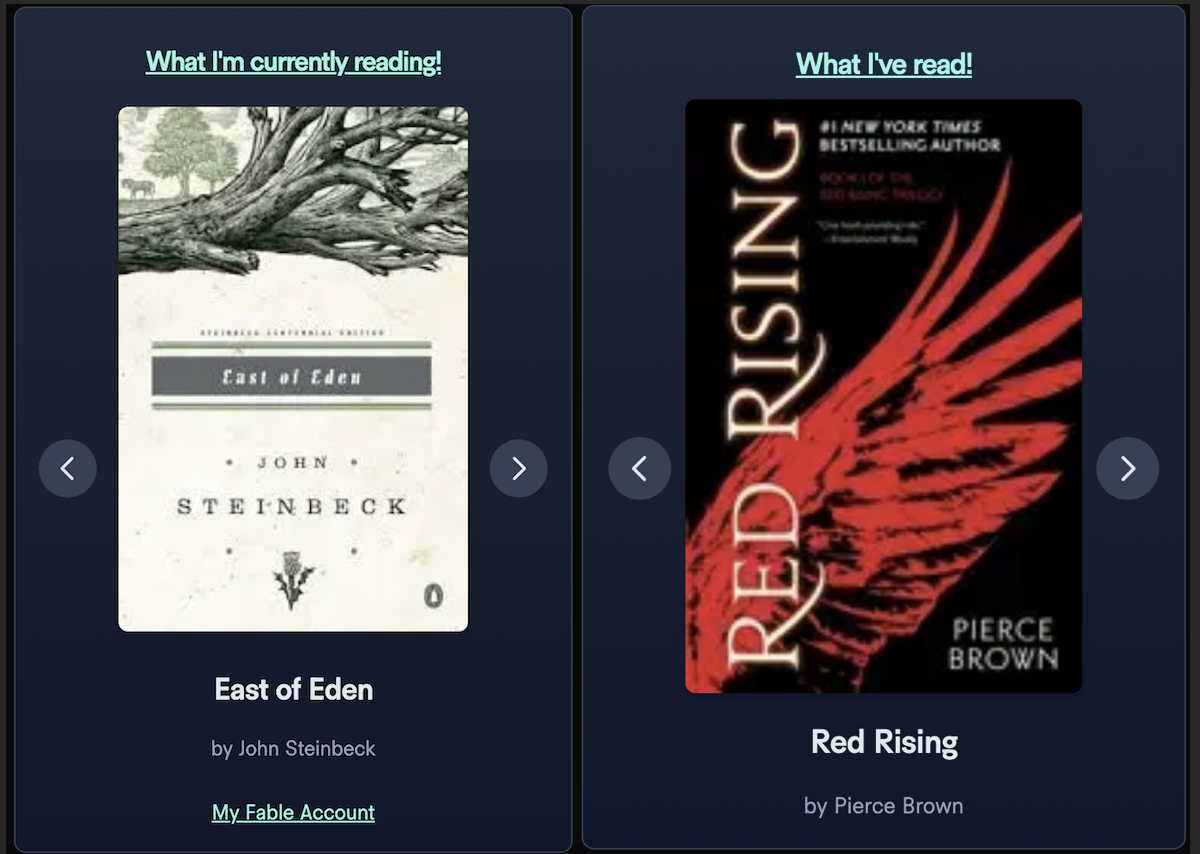 What I'm currently reading!
STEINBECK CENTENNIAL EDITION
East of Eden
JOHN
STEINBECK
East of Eden
by John Steinbeck
My Fable Account
What I've read!
#1 NEW YORK TIMES
BESTSELLING AUTHOR
BOOK I OF THE
RED RISING TRILOGY
—Entertainment Weekly
RED RISING
PIERCE
BROWN
Red Rising
by Pierce Brown